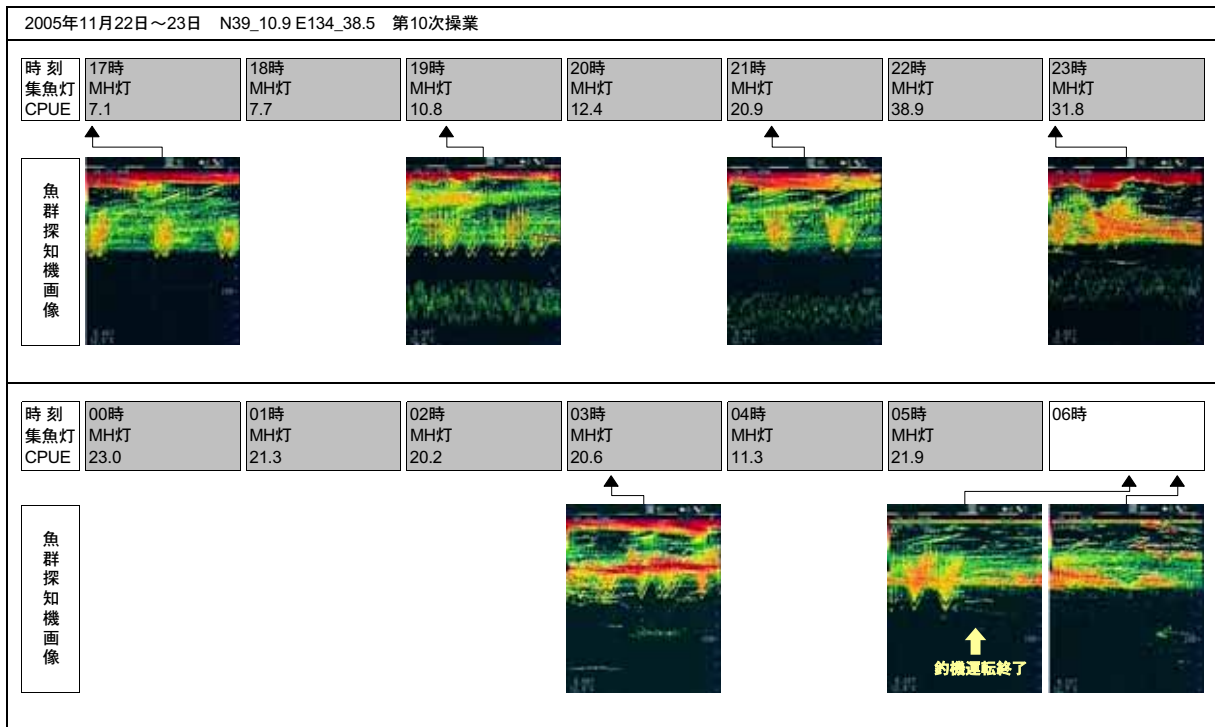 2005年11月22日～23日 N39_10.9 E134_38.5 第10次操業
時 刻 17時 18時 19時 20時 21時 22時 23時
集魚灯 MH灯 MH灯 MH灯 MH灯 MH灯 MH灯 MH灯
CPUE 7.1 7.7 10.8 12.4 20.9 38.9 31.8
魚群探知機画像
時 刻 00時 01時 02時 03時 04時 05時 06時
集魚灯 MH灯 MH灯 MH灯 MH灯 MH灯 MH灯
CPUE 23.0 21.3 20.2 20.6 11.3 21.9
魚群探知機画像
釣機運転終了